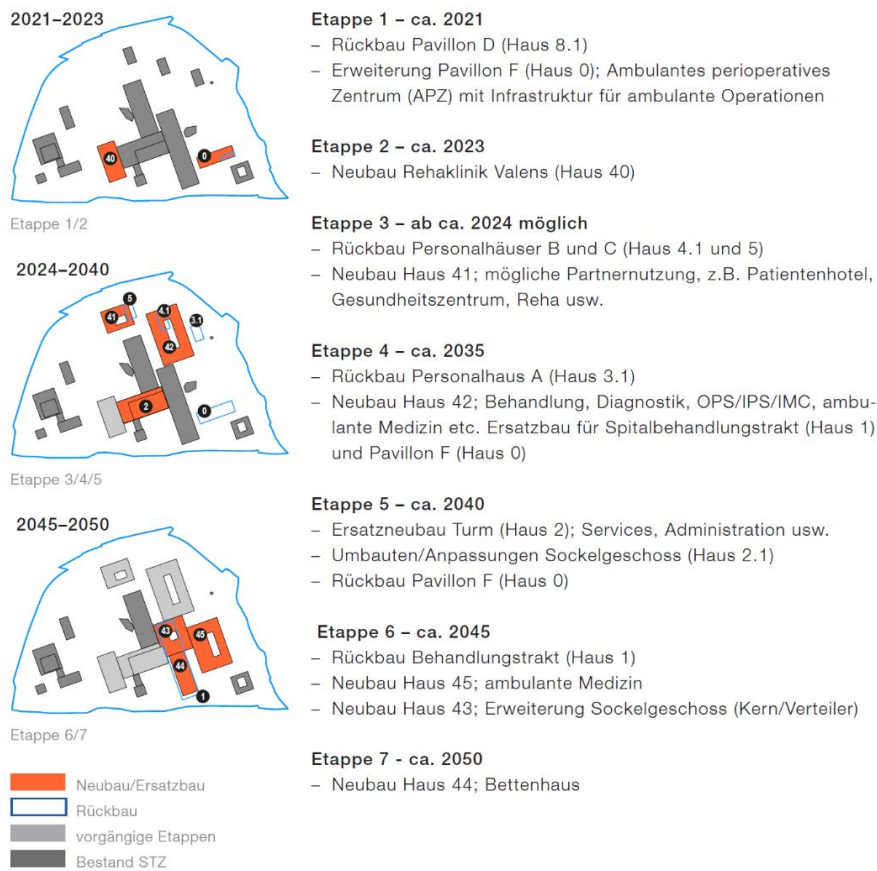 2021–2023
40
0
Etappe 1/2
2024–2040
5
41
4.1
3.1
42
2
0
Etappe 3/4/5
2045–2050
43
45
44
1
Etappe 6/7
Neubau/Ersatzbau
Rückbau
vorgängige Etappen
Bestand STZ
Etappe 1 – ca. 2021
– Rückbau Pavillon D (Haus 8.1)
– Erweiterung Pavillon F (Haus 0); Ambulantes perioperatives
Zentrum (APZ) mit Infrastruktur für ambulante Operationen
Etappe 2 – ca. 2023
– Neubau Rehaklinik Valens (Haus 40)
Etappe 3 – ab ca. 2024 möglich
– Rückbau Personalhäuser B und C (Haus 4.1 und 5)
– Neubau Haus 41; mögliche Partnernutzung, z.B. Patientenhotel,
Gesundheitszentrum, Reha usw.
Etappe 4 – ca. 2035
– Rückbau Personalhaus A (Haus 3.1)
– Neubau Haus 42; Behandlung, Diagnostik, OPS/IPS/IMC, ambu-
lante Medizin etc. Ersatzbau für Spitalbehandlungstrakt (Haus 1)
und Pavillon F (Haus 0)
Etappe 5 – ca. 2040
– Ersatzneubau Turm (Haus 2); Services, Administration usw.
– Umbauten/Anpassungen Sockelgeschoss (Haus 2.1)
– Rückbau Pavillon F (Haus 0)
Etappe 6 – ca. 2045
– Rückbau Behandlungstrakt (Haus 1)
– Neubau Haus 45; ambulante Medizin
– Neubau Haus 43; Erweiterung Sockelgeschoss (Kern/Verteiler)
Etappe 7 - ca. 2050
– Neubau Haus 44; Bettenhaus